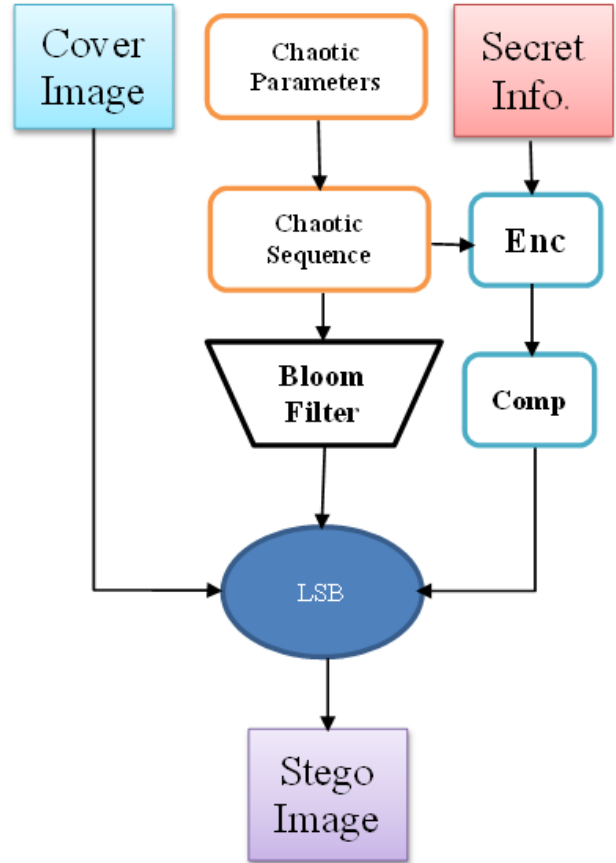 Cover
Image
Chaotic
Parameters
Secret
Info.
Chaotic
Sequence
Enc
Bloom
Filter
Comp
LSB
Stego
Image